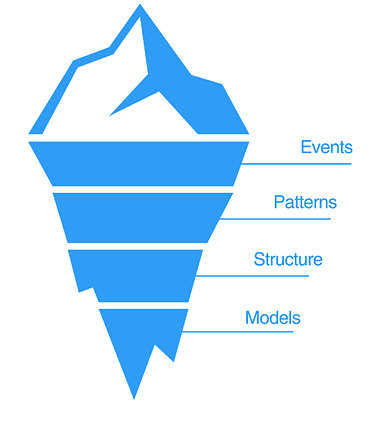 Events
Patterns
Structure
Models